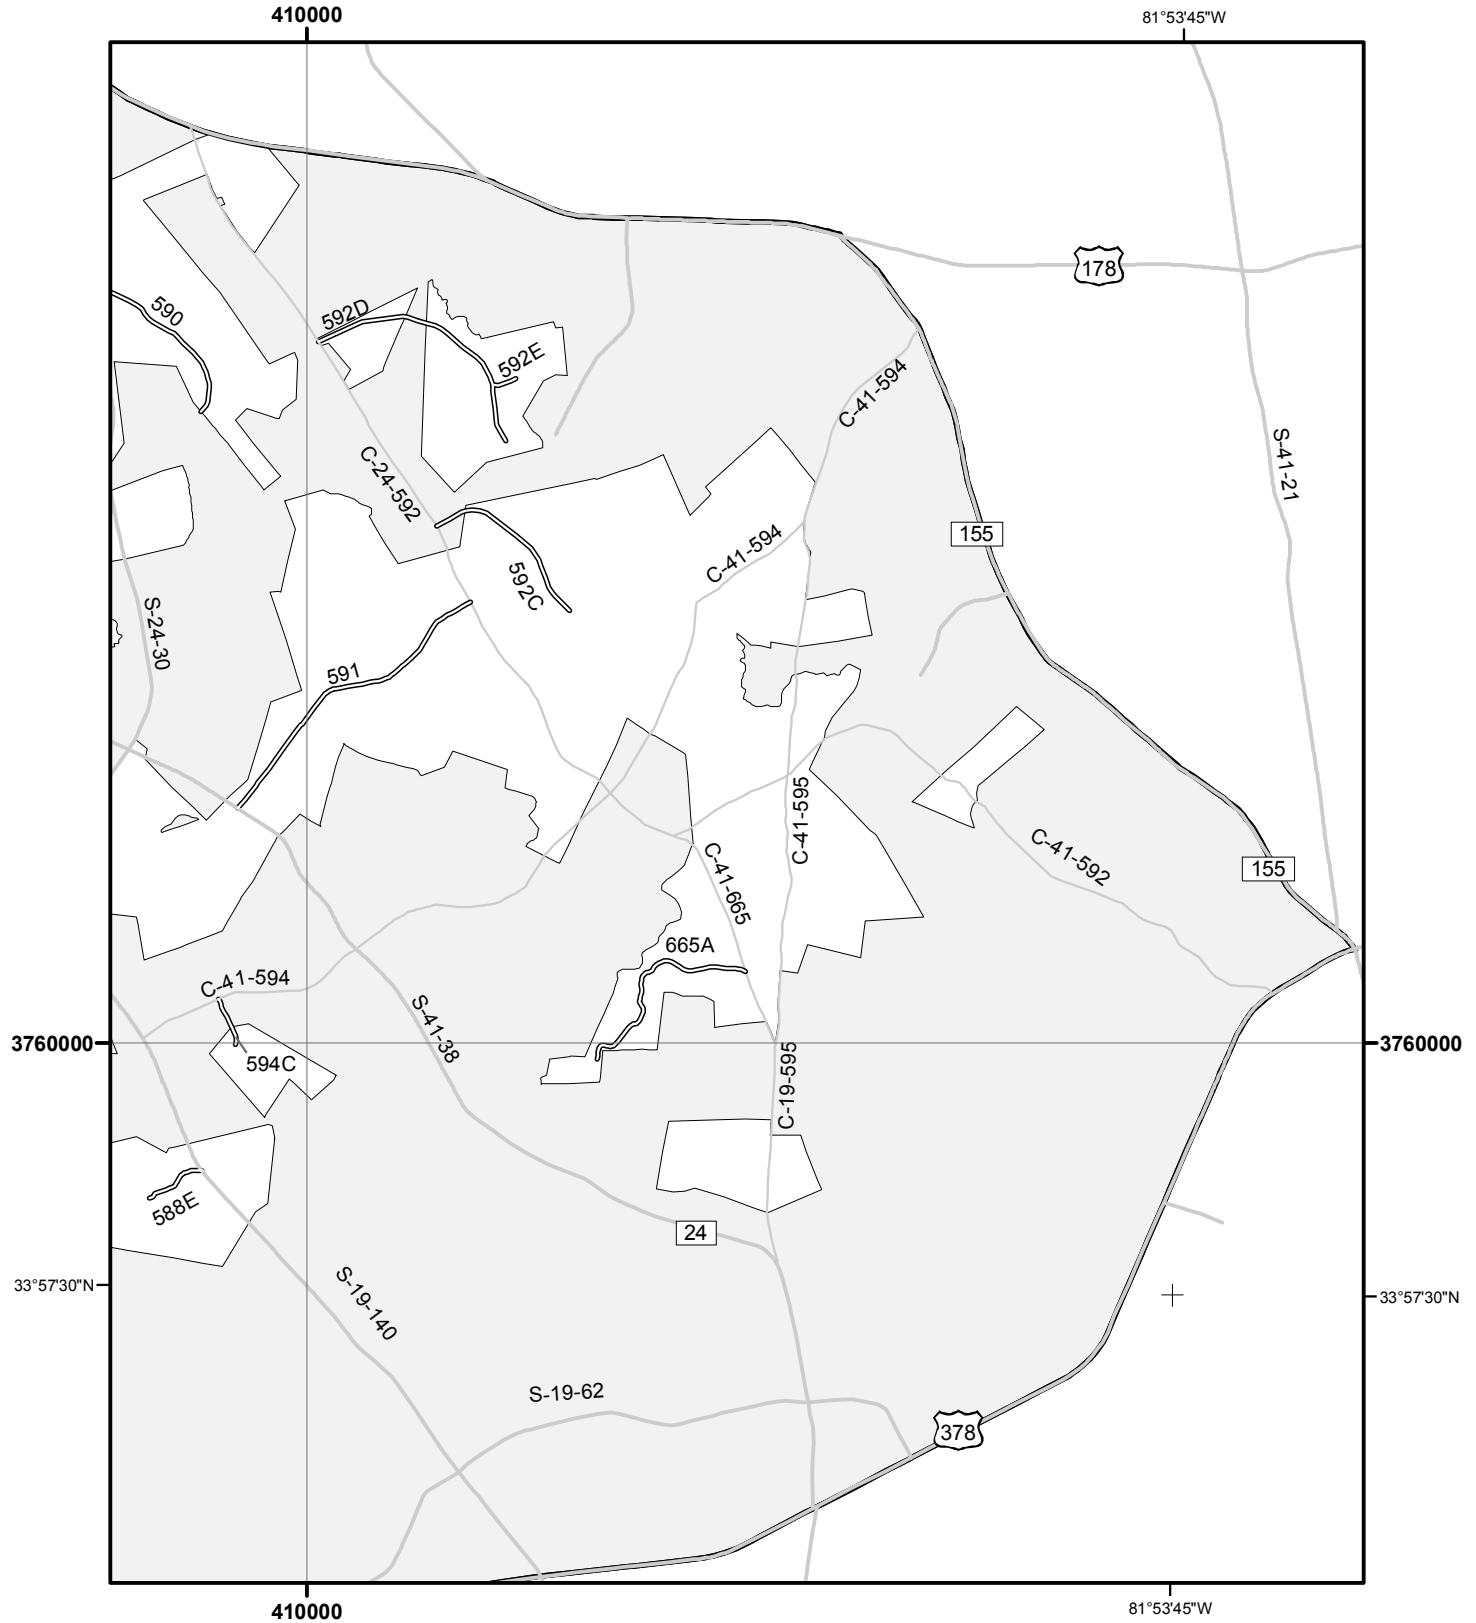 410000
81°53'45"W
178
590
592D
592E
C-41-594
S-41-21
C-24-592
155
C-41-594
592C
S-24-30
591
C-41-595
C-41-592
155
C-41-665
665A
C-41-594
S-41-38
3760000
3760000
594C
C-19-595
588E
24
33°57'30"N
33°57'30"N
S-19-140
S-19-62
378
410000
81°53'45"W